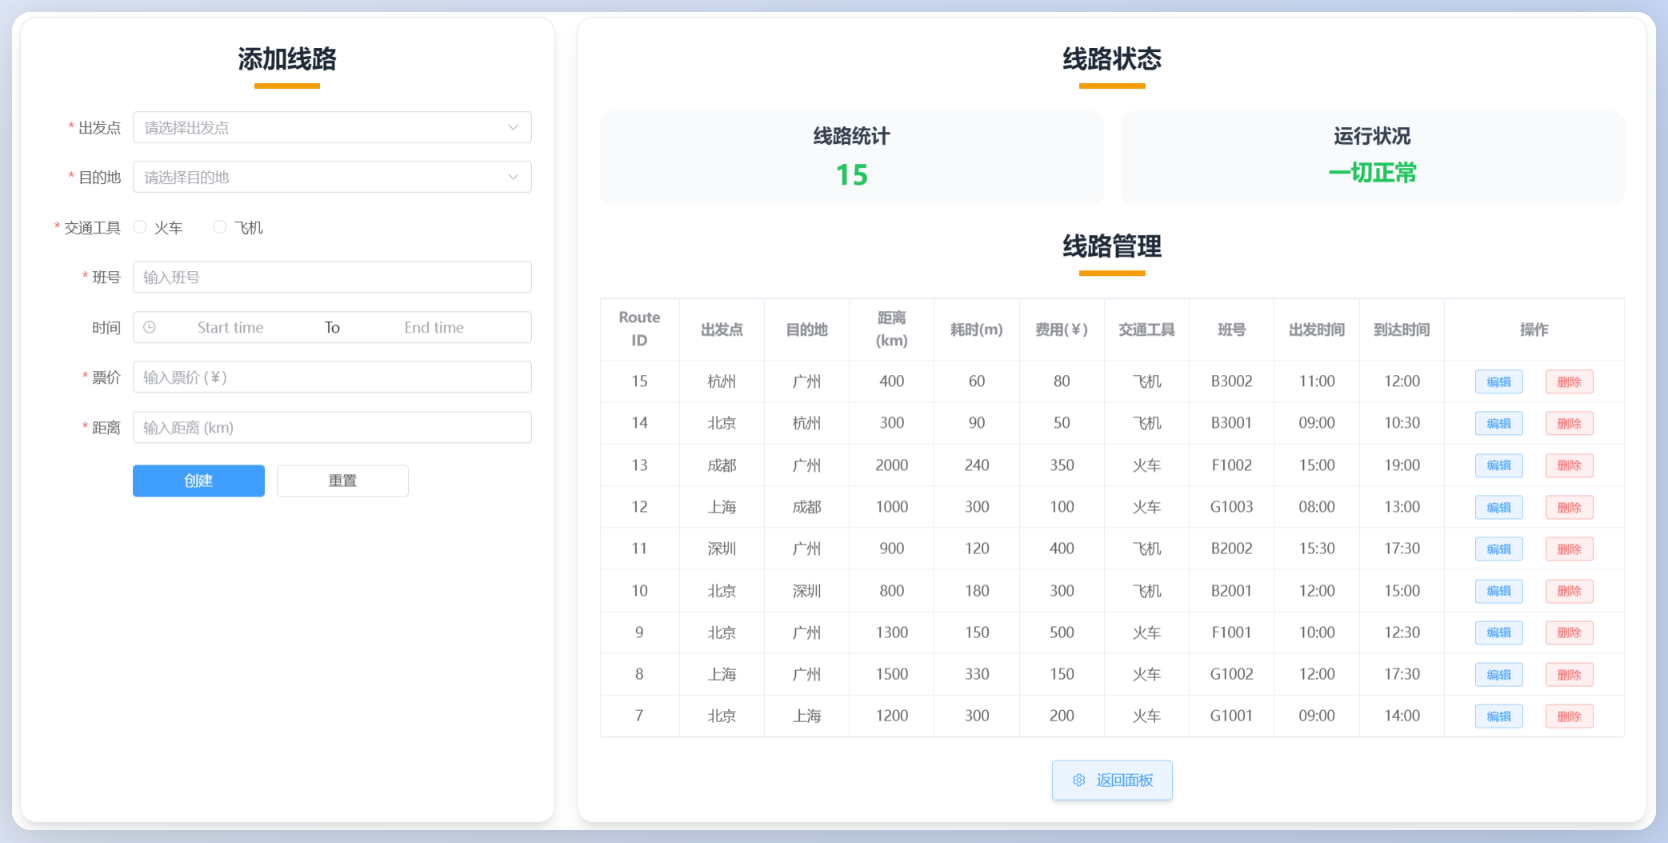 添加线路
* 出发点 请选择出发点
* 目的地 请选择目的地
* 交通工具 火车 飞机
* 班号 输入班号
时间 Start time To End time
* 票价 输入票价 (¥)
* 距离 输入距离 (km)
创建 重置
线路状态
线路统计
15
运行状况
一切正常
线路管理
Route ID 出发点 目的地 距离 (km) 耗时(m) 费用(¥) 交通工具 班号 出发时间 到达时间 操作
15 杭州 广州 400 60 80 飞机 B3002 11:00 12:00 编辑 删除
14 北京 杭州 300 90 50 飞机 B3001 09:00 10:30 编辑 删除
13 成都 广州 2000 240 350 火车 F1002 15:00 19:00 编辑 删除
12 上海 成都 1000 300 100 火车 G1003 08:00 13:00 编辑 删除
11 深圳 广州 900 120 400 飞机 B2002 15:30 17:30 编辑 删除
10 北京 深圳 800 180 300 飞机 B2001 12:00 15:00 编辑 删除
9 北京 广州 1300 150 500 火车 F1001 10:00 12:30 编辑 删除
8 上海 广州 1500 330 150 火车 G1002 12:00 17:30 编辑 删除
7 北京 上海 1200 300 200 火车 G1001 09:00 14:00 编辑 删除
返回面板